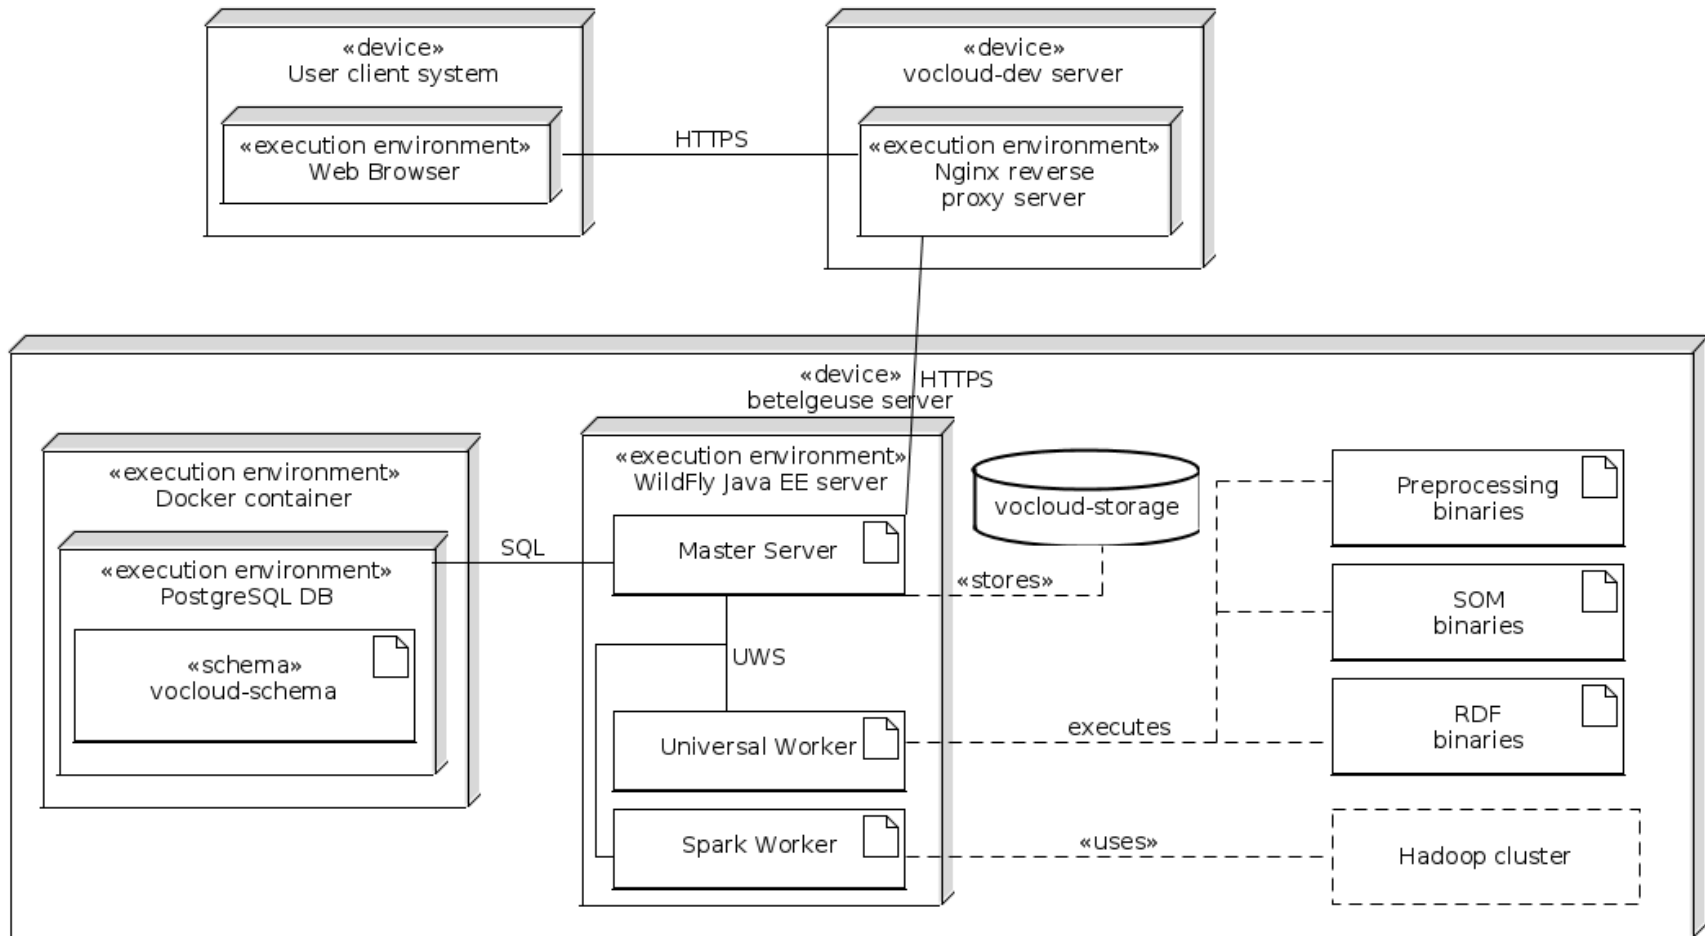 «device»
User client system
«execution environment»
Web Browser
HTTPS
«device»
vocloud-dev server
«execution environment»
Nginx reverse
proxy server
«device»
betelgeuse server
HTTPS
«execution environment»
Docker container
«execution environment»
PostgreSQL DB
«schema»
vocloud-schema
SQL
«execution environment»
WildFly Java EE server
Master Server
UWS
Universal Worker
Spark Worker
vocloud-storage
«stores»
executes
«uses»
Preprocessing
binaries
SOM
binaries
RDF
binaries
Hadoop cluster